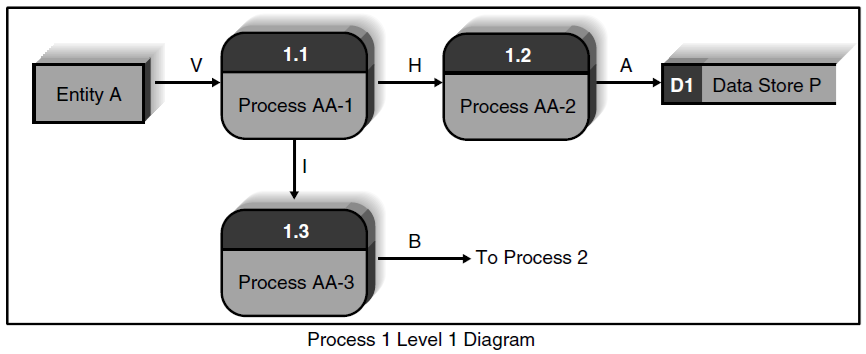 1.1
1.2
V
H
A
Entity A
Process AA-1
Process AA-2
D1 Data Store P
I
1.3
B
To Process 2
Process AA-3
Process 1 Level 1 Diagram